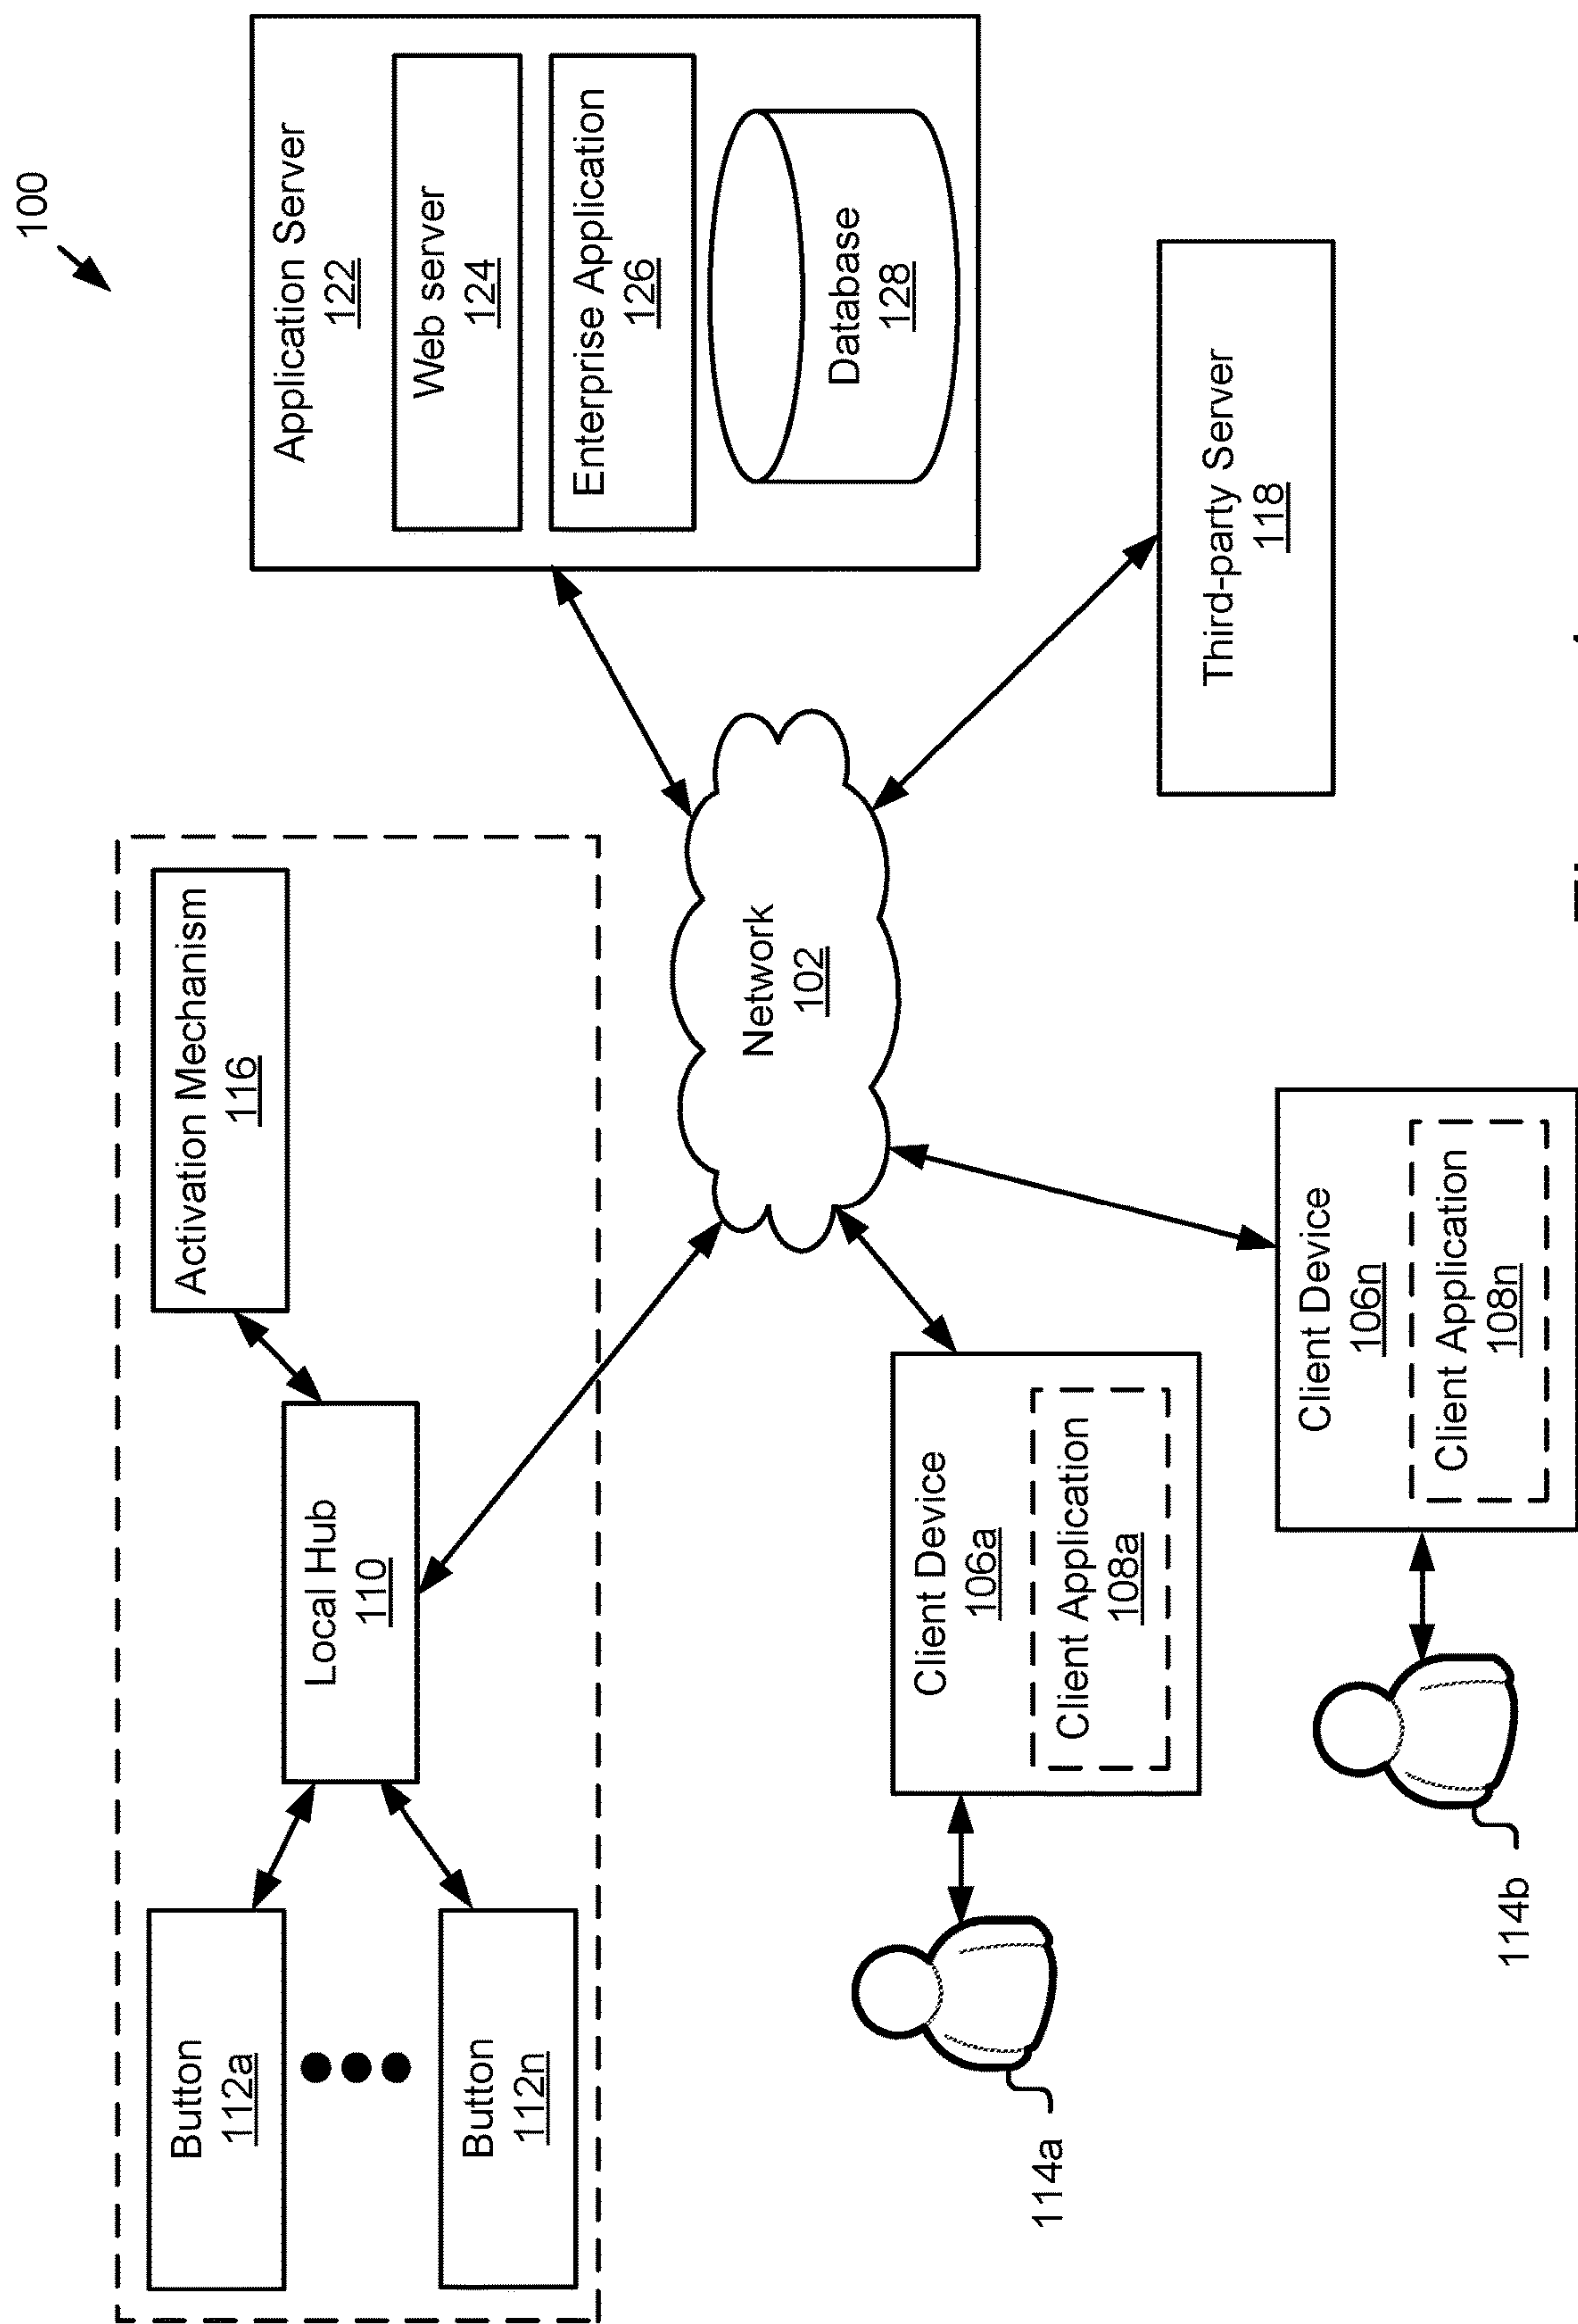 100
Button
112a
Button
112n
Local Hub
110
Activation Mechanism
116
Application Server
122
Web server
124
Enterprise Application
126
Database
128
Network
102
Third-party Server
118
114a
Client Device
106a
Client Application
108a
114b
Client Device
106n
Client Application
108n